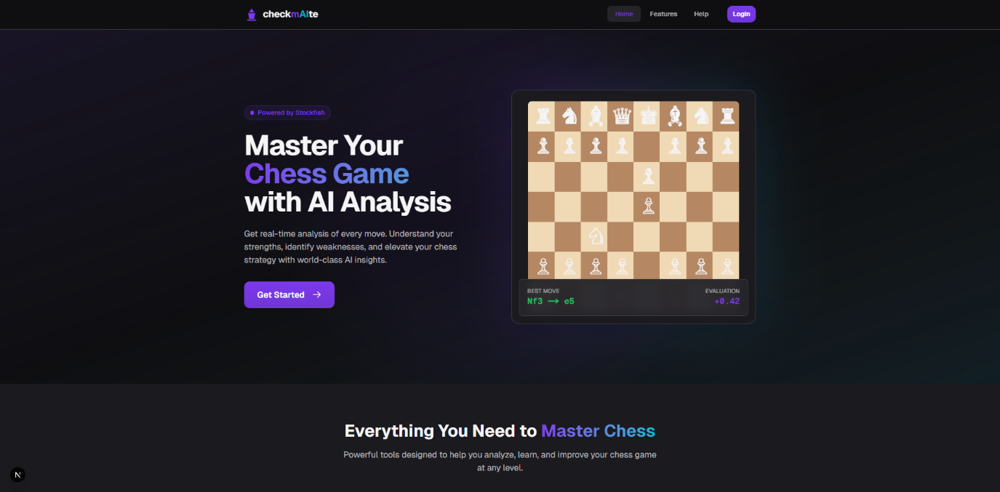 checkmAIte
Home
Features
Help
Login
Powered by Stockfish
Master Your
Chess Game
with AI Analysis
Get real-time analysis of every move. Understand your
strengths, identify weaknesses, and elevate your chess
strategy with world-class AI insights.
Get Started →
BEST MOVE
Nf3 → e5
EVALUATION
+0.42
Everything You Need to Master Chess
Powerful tools designed to help you analyze, learn, and improve your chess game
at any level.
N